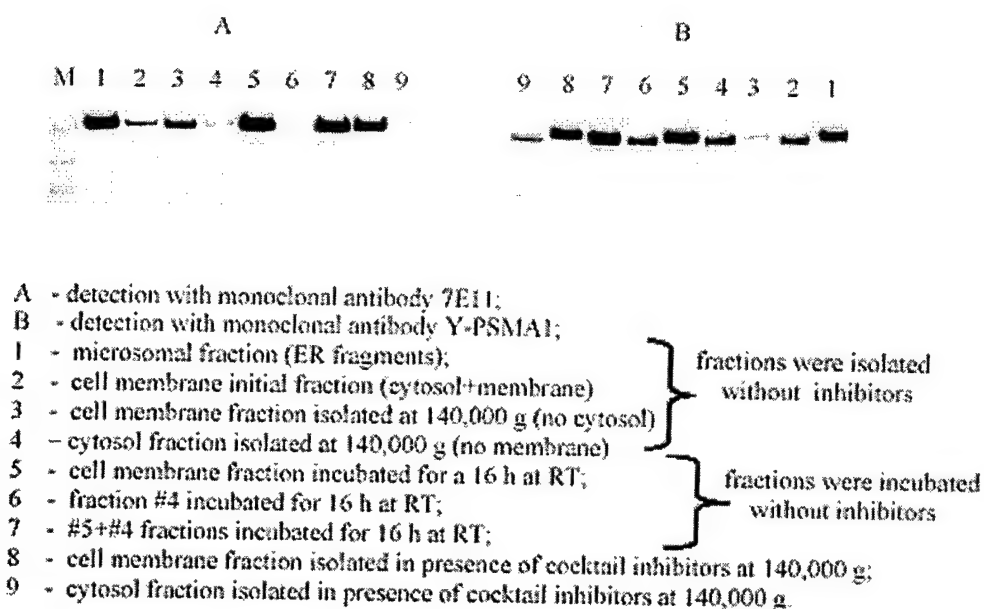 A
B
M 1 2 3 4 5 6 7 8 9
9 8 7 6 5 4 3 2 1
A - detection with monoclonal antibody 7E11;
B - detection with monoclonal antibody Y-PSMA1;
1 - microsomal fraction (ER fragments);
2 - cell membrane initial fraction (cytosol+membrane)
3 - cell membrane fraction isolated at 140,000 g (no cytosol)
4 – cytosol fraction isolated at 140,000 g (no membrane)
fractions were isolated
without inhibitors
5 - cell membrane fraction incubated for a 16 h at RT;
6 - fraction #4 incubated for 16 h at RT;
7 - #5+#4 fractions incubated for 16 h at RT;
fractions were incubated
without inhibitors
8 - cell membrane fraction isolated in presence of cocktail inhibitors at 140,000 g;
9 - cytosol fraction isolated in presence of cocktail inhibitors at 140,000 g.